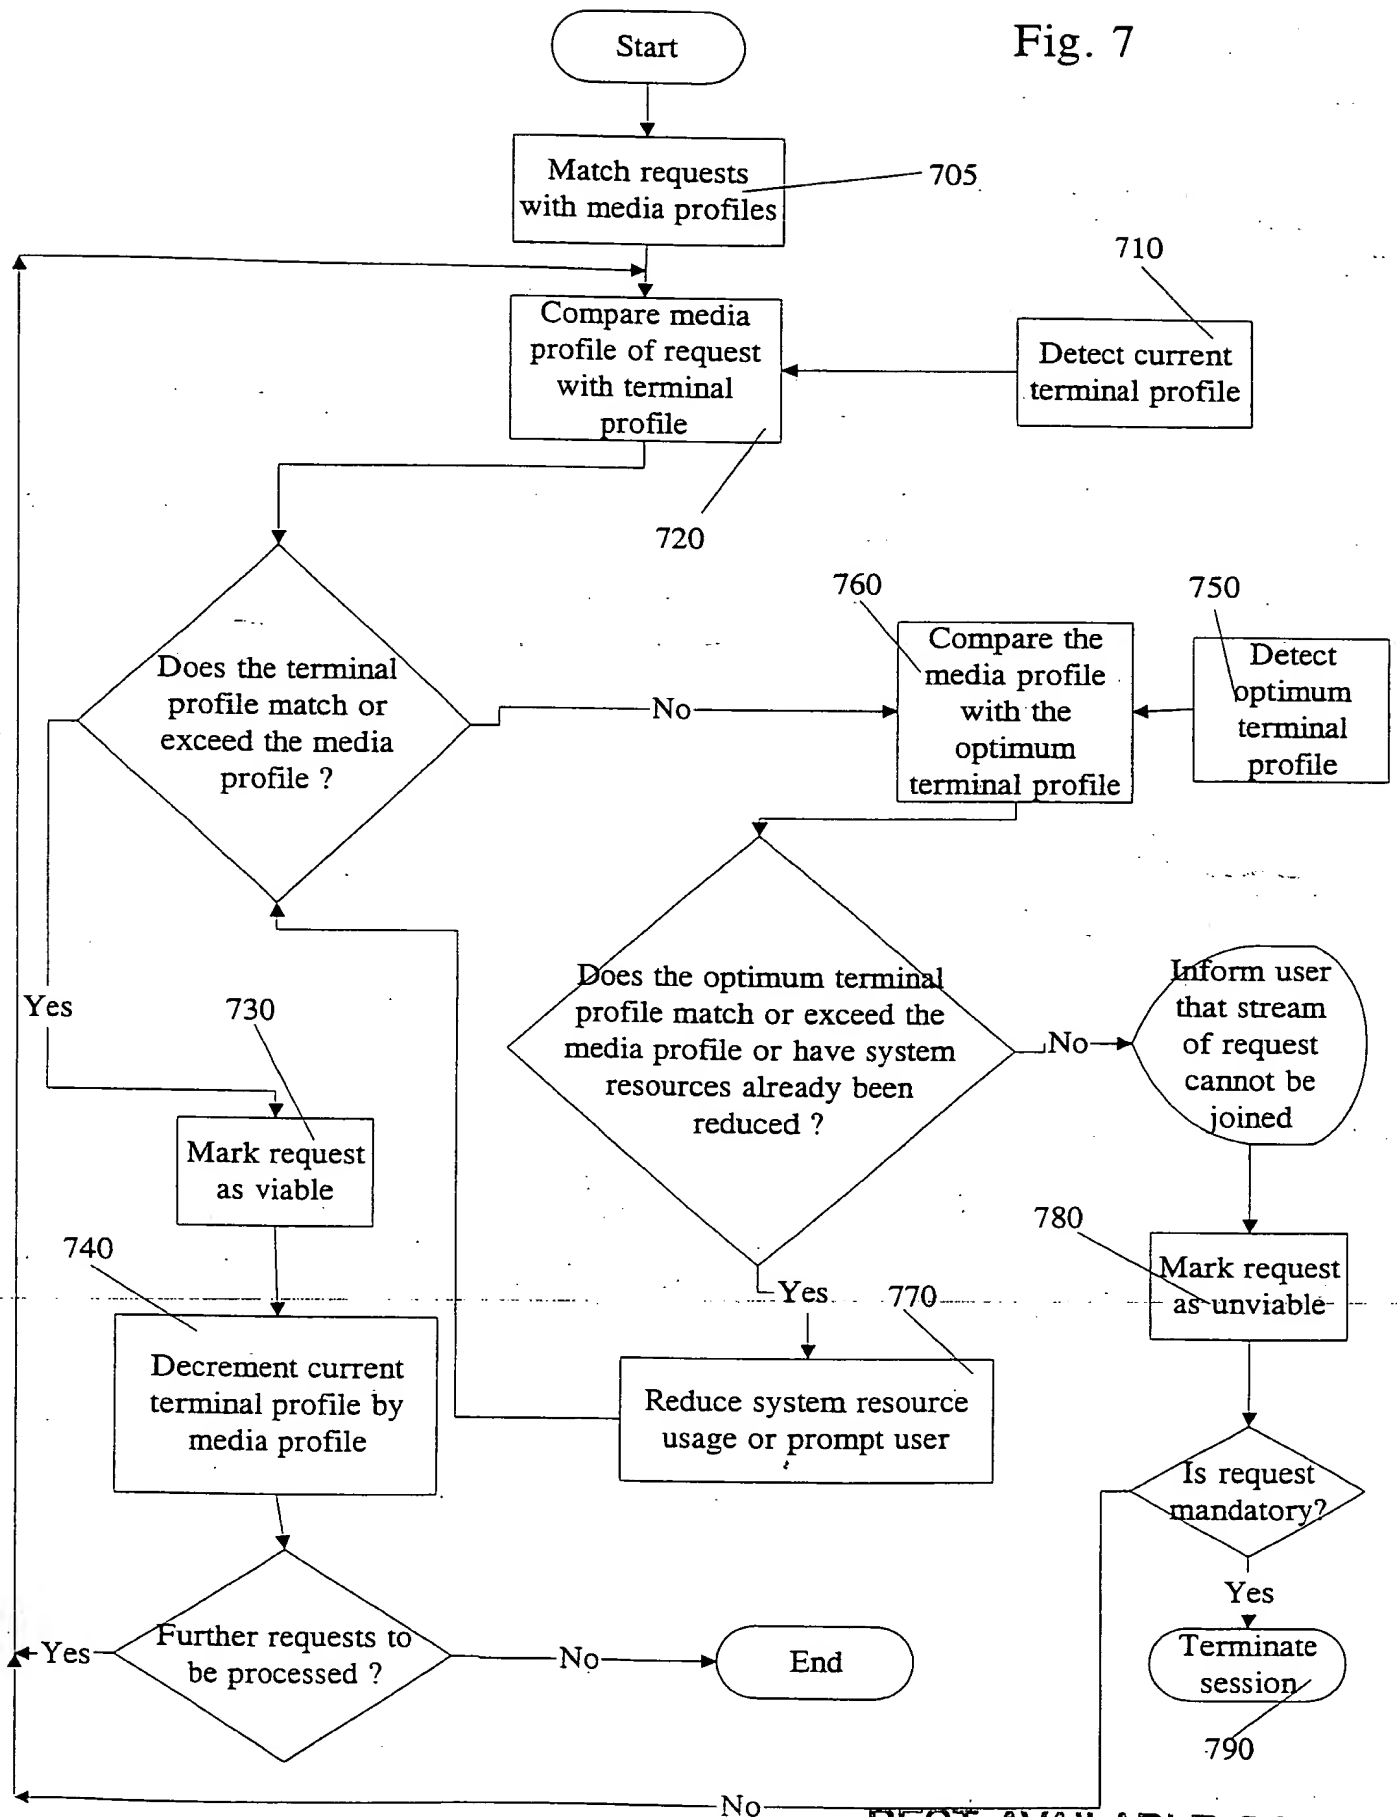 Fig. 7
Start
Match requests
with media profiles
705
710
Compare media
profile of request
with terminal
profile
Detect current
terminal profile
720
760
750
Does the terminal
profile match or
exceed the media
profile ?
No
Compare the
media profile
with the
optimum
terminal profile
Detect
optimum
terminal
profile
Yes
730
Does the optimum terminal
profile match or exceed the
media profile or have system
resources already been
reduced ?
No
Inform user
that stream
of request
cannot be
joined
Mark request
as viable
740
780
Mark request
as unviable
Yes
770
Decrement current
terminal profile by
media profile
Reduce system resource
usage or prompt user
Is request
mandatory?
Yes
Yes
Further requests to
be processed ?
No
End
Terminate
session
790
No